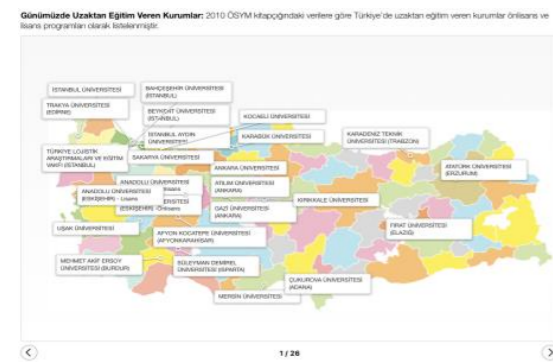 Günümüzde Uzaktan Eğitim Veren Kurumlar: 2010 ÖSYM kitapçığındaki verilere göre Türkiye'de uzaktan eğitim veren kurumlar önlisans ve
lisans programları olarak listelenmiştir.
İSTANBUL ÜNİVERSİTESİ
BAHÇEŞEHİR ÜNİVERSİTESİ
(İSTANBUL)
TRAKYA ÜNİVERSİTESİ
(EDİRNE)
BEYKENT ÜNİVERSİTESİ
(İSTANBUL)
KOCAELİ ÜNİVERSİTESİ
İSTANBUL AYDIN
ÜNİVERSİTESİ
KARABÜK ÜNİVERSİTESİ
KARADENİZ TEKNİK
ÜNİVERSİTESİ (TRABZON)
TÜRKİYE LOJİSTİK
ARAŞTIRMALARI VE EĞİTİM
VAKFI (İSTANBUL)
SAKARYA ÜNİVERSİTESİ
ANKARA ÜNİVERSİTESİ
ATATÜRK ÜNİVERSİTESİ
(ERZURUM)
ANADOLU ÜNİVERSİTESİ
ANADOLU ÜNİVERSİTESİ
(ESKİŞEHİR) - Lisans
(ESKİŞEHİR)
ATILIM ÜNİVERSİTESİ
(ANKARA)
KIRIKKALE ÜNİVERSİTESİ
GAZİ ÜNİVERSİTESİ
(ANKARA)
UŞAK ÜNİVERSİTESİ
AFYON KOCATEPE ÜNİVERSİTESİ
(AFYONKARAHİSAR)
FIRAT ÜNİVERSİTESİ
(ELAZIĞ)
MEHMET AKİF ERSOY
ÜNİVERSİTESİ (BURDUR)
SÜLEYMAN DEMİREL
ÜNİVERSİTESİ (ISPARTA)
ÇUKUROVA ÜNİVERSİTESİ
(ADANA)
MERSİN ÜNİVERSİTESİ
1 / 26